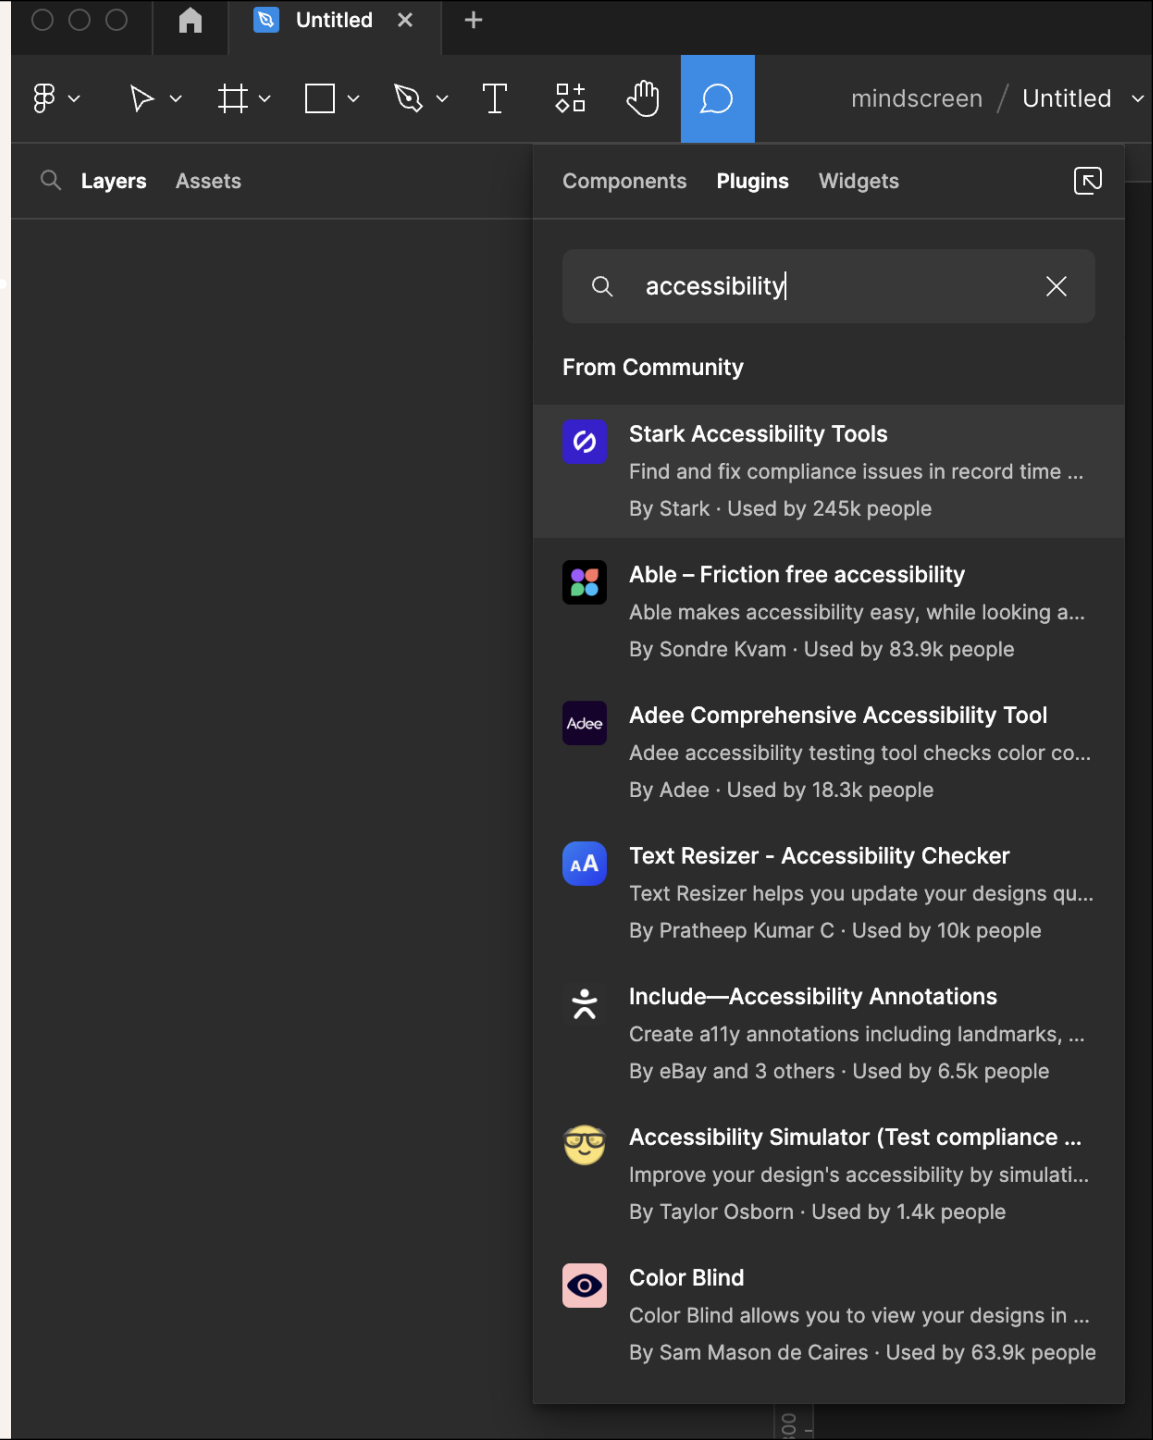 Untitled
mindscreen / Untitled
Layers Assets
Components Plugins Widgets
accessibility
From Community
Stark Accessibility Tools
Find and fix compliance issues in record time ...
By Stark · Used by 245k people
Able – Friction free accessibility
Able makes accessibility easy, while looking a...
By Sondre Kvam · Used by 83.9k people
Adee
Adee Comprehensive Accessibility Tool
Adee accessibility testing tool checks color co...
By Adee · Used by 18.3k people
AA
Text Resizer - Accessibility Checker
Text Resizer helps you update your designs qu...
By Pratheep Kumar C · Used by 10k people
Include—Accessibility Annotations
Create a11y annotations including landmarks, ...
By eBay and 3 others · Used by 6.5k people
Accessibility Simulator (Test compliance ...
Improve your design's accessibility by simulati...
By Taylor Osborn · Used by 1.4k people
Color Blind
Color Blind allows you to view your designs in ...
By Sam Mason de Caires · Used by 63.9k people